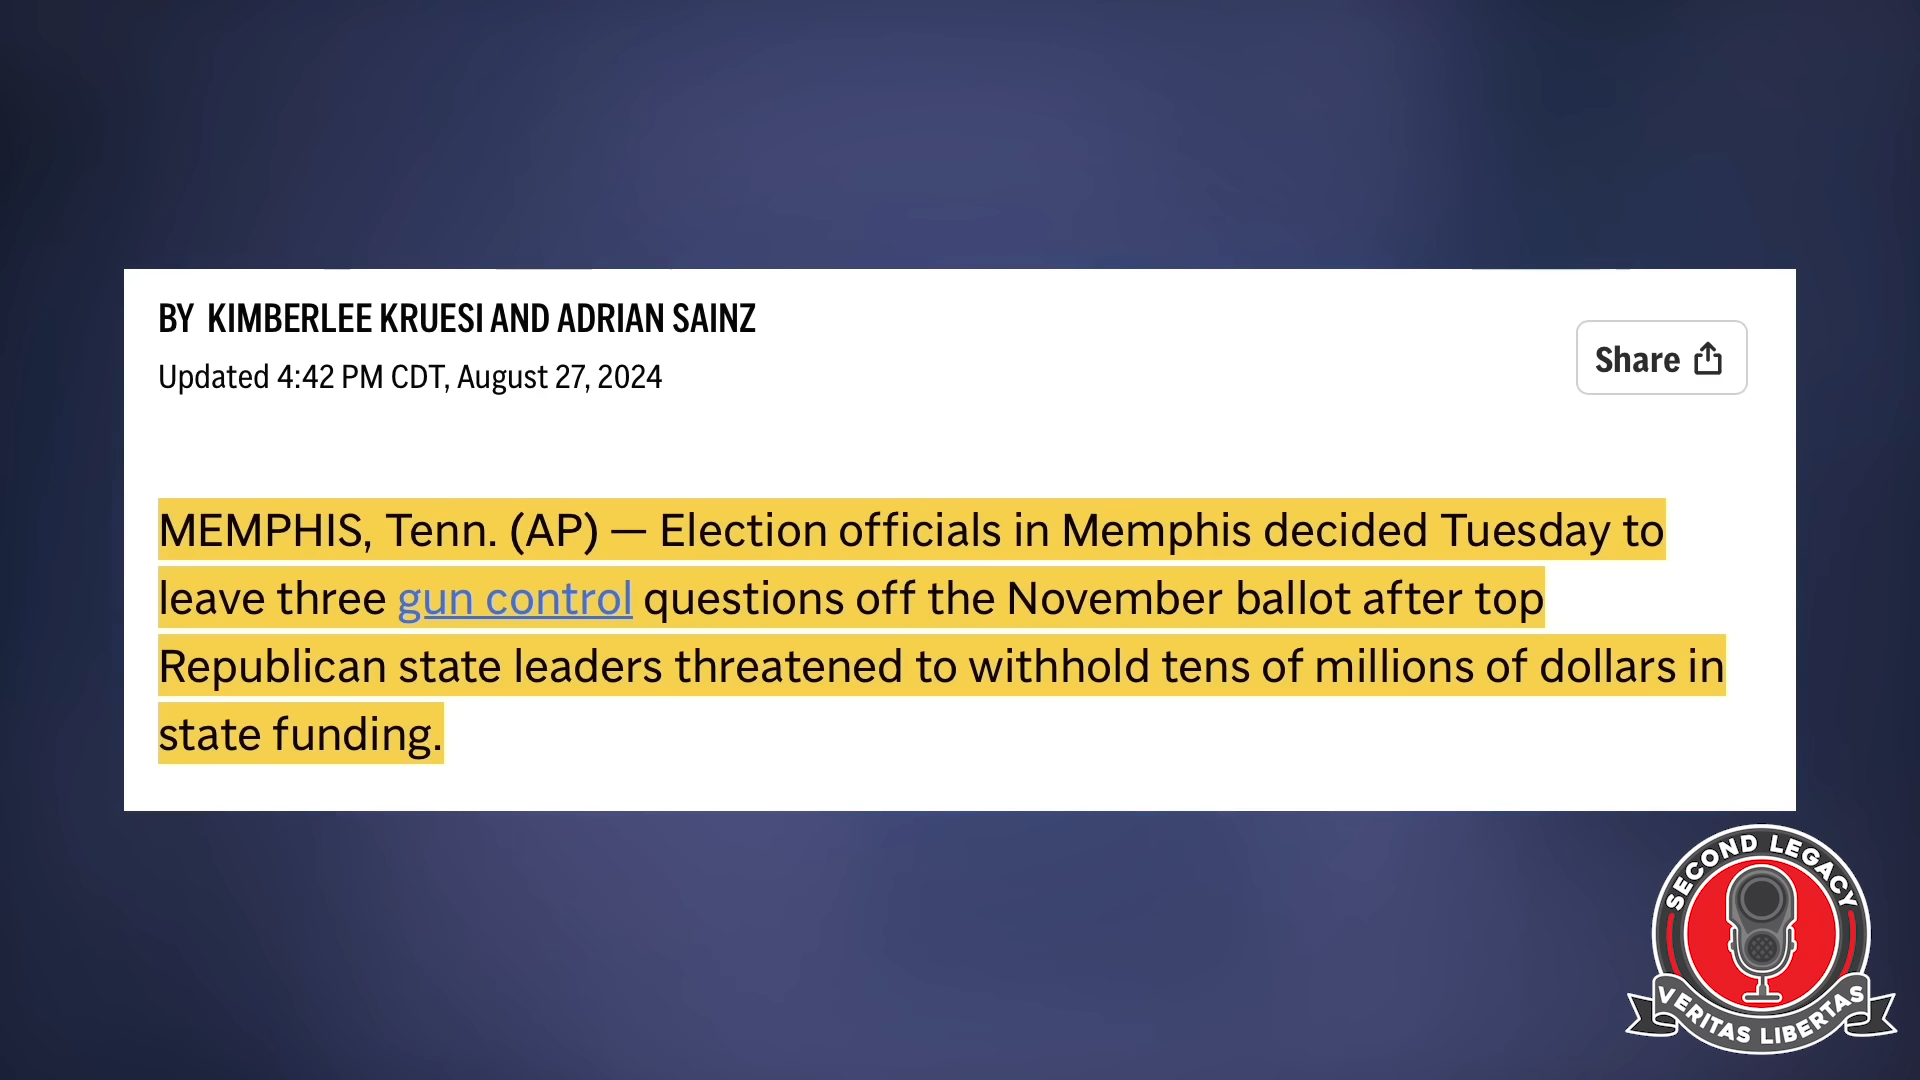 BY KIMBERLEE KRUESI AND ADRIAN SAINZ
Updated 4:42 PM CDT, August 27, 2024
Share
MEMPHIS, Tenn. (AP) — Election officials in Memphis decided Tuesday to
leave three gun control questions off the November ballot after top
Republican state leaders threatened to withhold tens of millions of dollars in
state funding.
SECOND LEGACY
VERITAS LIBERTAS